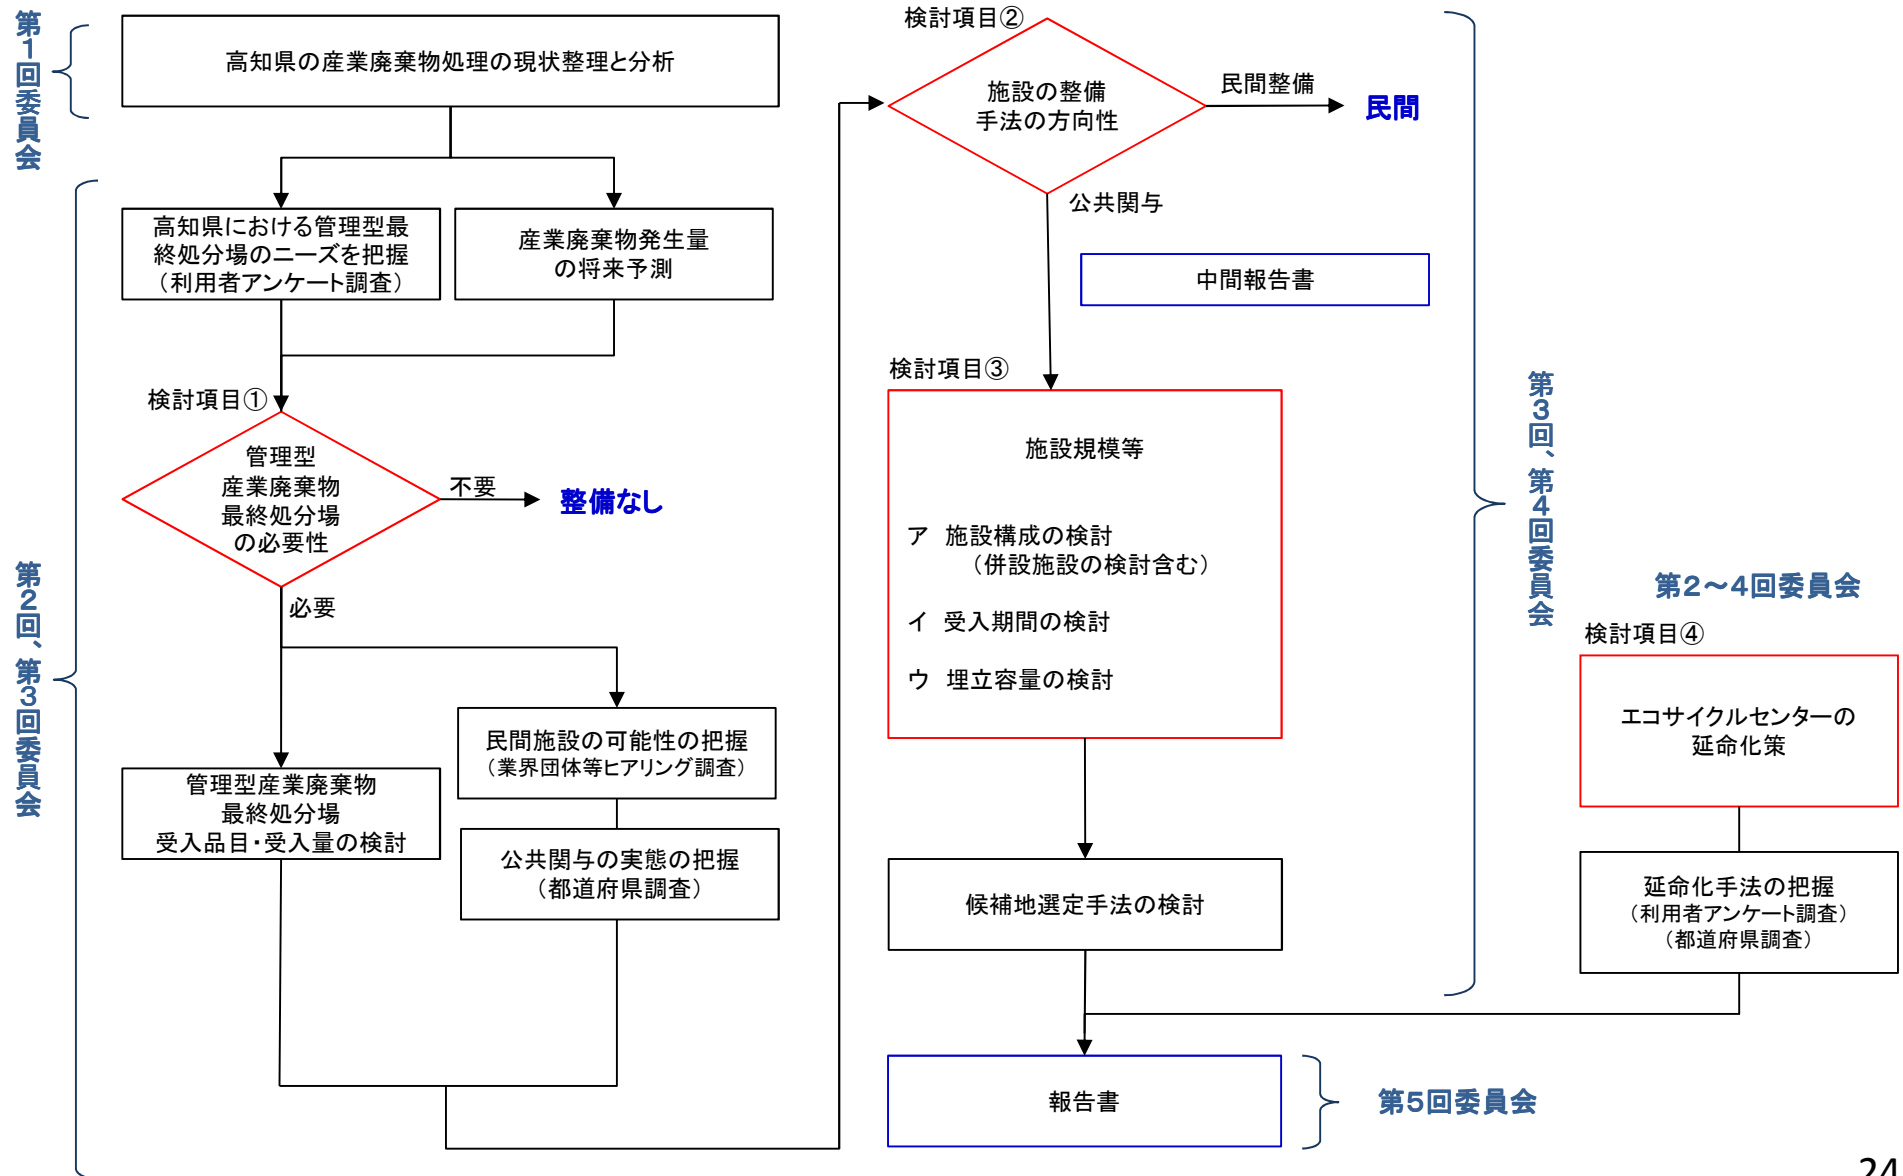 第1回委員会
高知県の産業廃棄物処理の現状整理と分析
第2回、第3回委員会
高知県における管理型最
終処分場のニーズを把握
（利用者アンケート調査）
産業廃棄物発生量
の将来予測
検討項目①
管理型
産業廃棄物
最終処分場
の必要性
不要
整備なし
必要
民間施設の可能性の把握
（業界団体等ヒアリング調査）
管理型産業廃棄物
最終処分場
受入品目・受入量の検討
公共関与の実態の把握
（都道府県調査）
検討項目②
施設の整備
手法の方向性
民間整備
民間
公共関与
中間報告書
検討項目③
施設規模等
ア 施設構成の検討
（併設施設の検討含む）
イ 受入期間の検討
ウ 埋立容量の検討
候補地選定手法の検討
第3回、第4回委員会
第2～4回委員会
検討項目④
エコサイクルセンターの
延命化策
延命化手法の把握
（利用者アンケート調査）
（都道府県調査）
報告書
第5回委員会
24